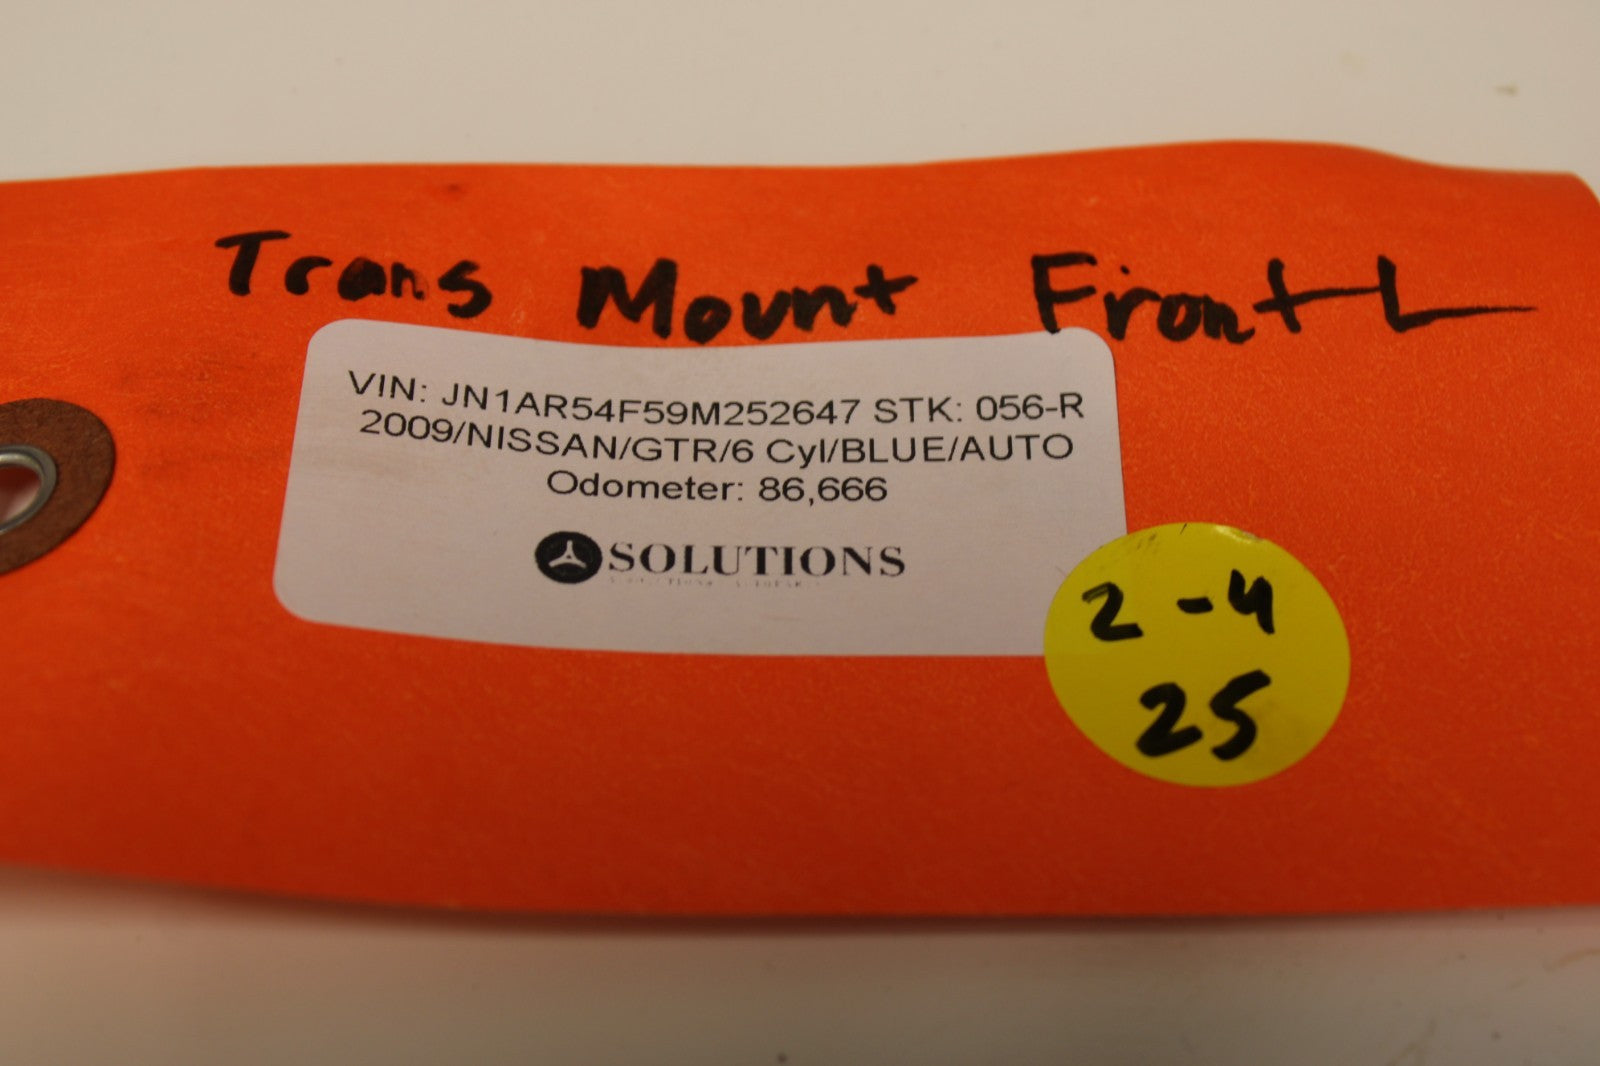 Trans Mount Front L
VIN: JN1AR54F59M252647 STK: 056-R
2009/NISSAN/GTR/6 Cyl/BLUE/AUTO
Odometer: 86,666
SOLUTIONS
2-4
25